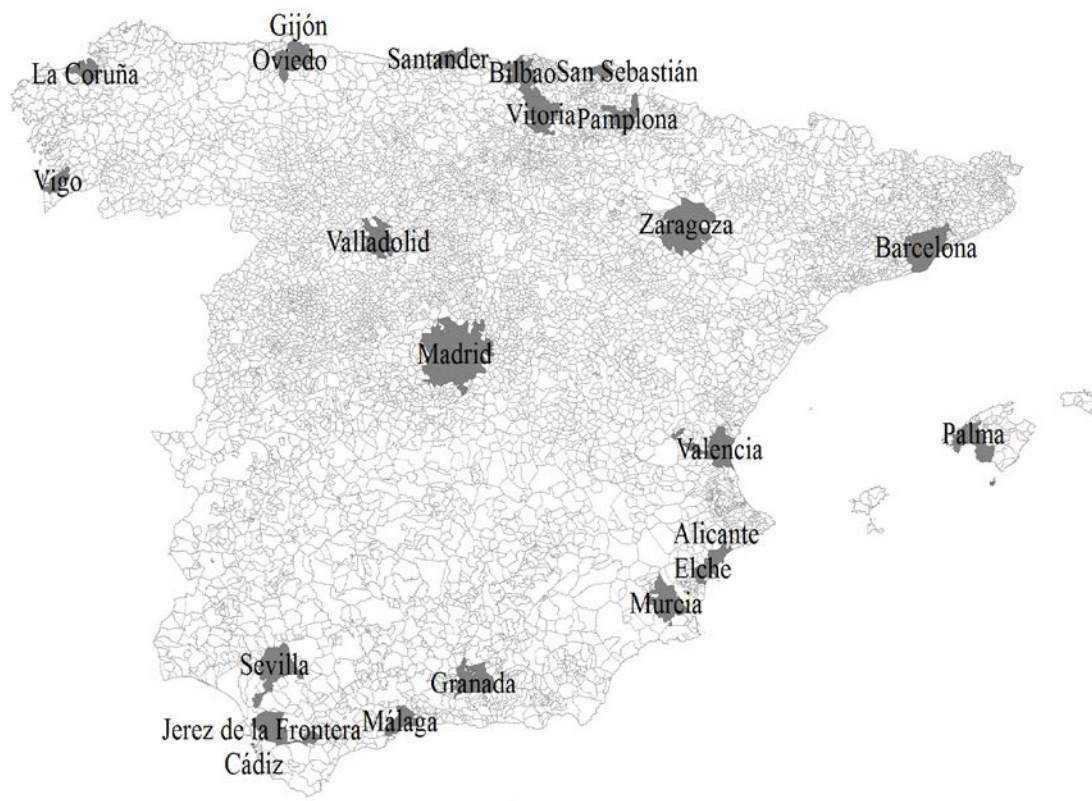 Gijón
Oviedo
Santander
La Coruña
Bilbao
San Sebastián
Vitoria
Pamplona
Vigo
Zaragoza
Valladolid
Barcelona
Madrid
Palma
Valencia
Alicante
Elche
Murcia
Sevilla
Granada
Málaga
Jerez de la Frontera
Cádiz